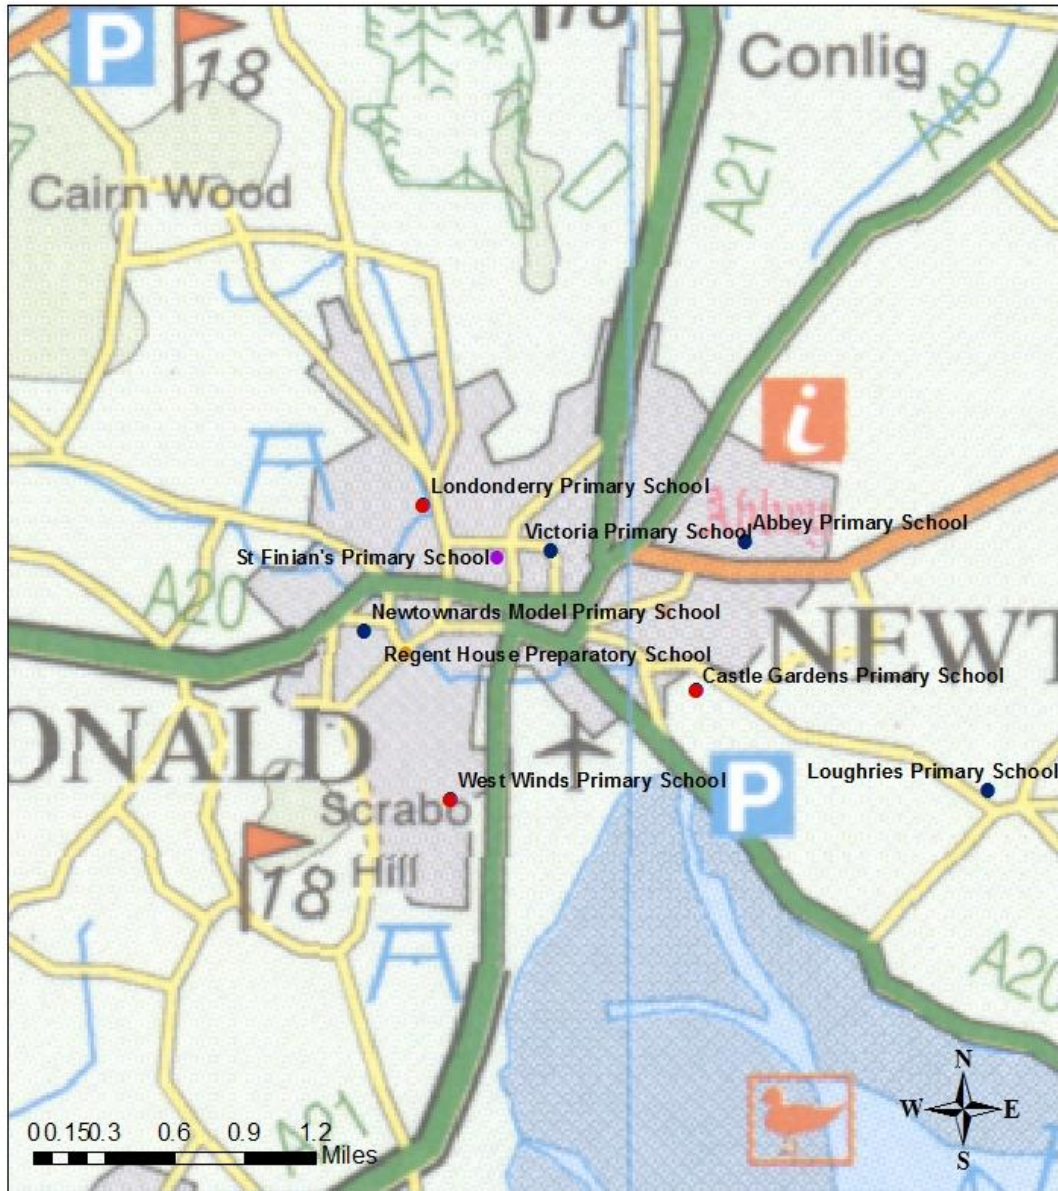 P
18
18
Conlig
A48
A21
Cairn Wood
i
Londonderry Primary School
Abbey
Victoria Primary School
Abbey Primary School
St Finian's Primary School
A20
Newtownards Model Primary School
NEWT
Regent House Preparatory School
Castle Gardens Primary School
ONALD
West Winds Primary School
P
Loughries Primary School
Scrabo
Hill
18
A20
A21
N
W E
S
0 0.15 0.3 0.6 0.9 1.2
Miles